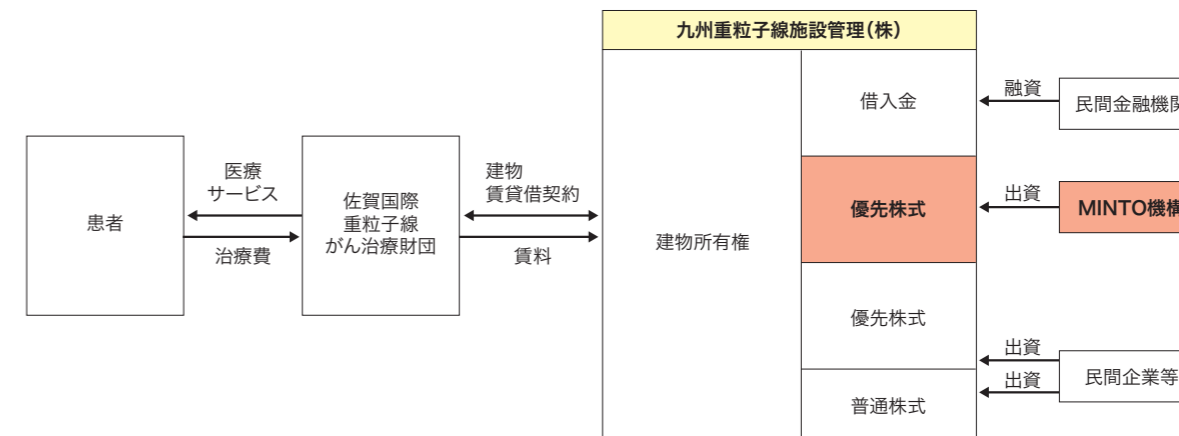 九州重粒子線施設管理(株)
患者
医療
サービス
治療費
佐賀国際
重粒子線
がん治療財団
建物
賃貸借契約
賃料
建物所有権
借入金
優先株式
優先株式
普通株式
融資
民間金融機関
出資
MINTO機構
出資
出資
民間企業等